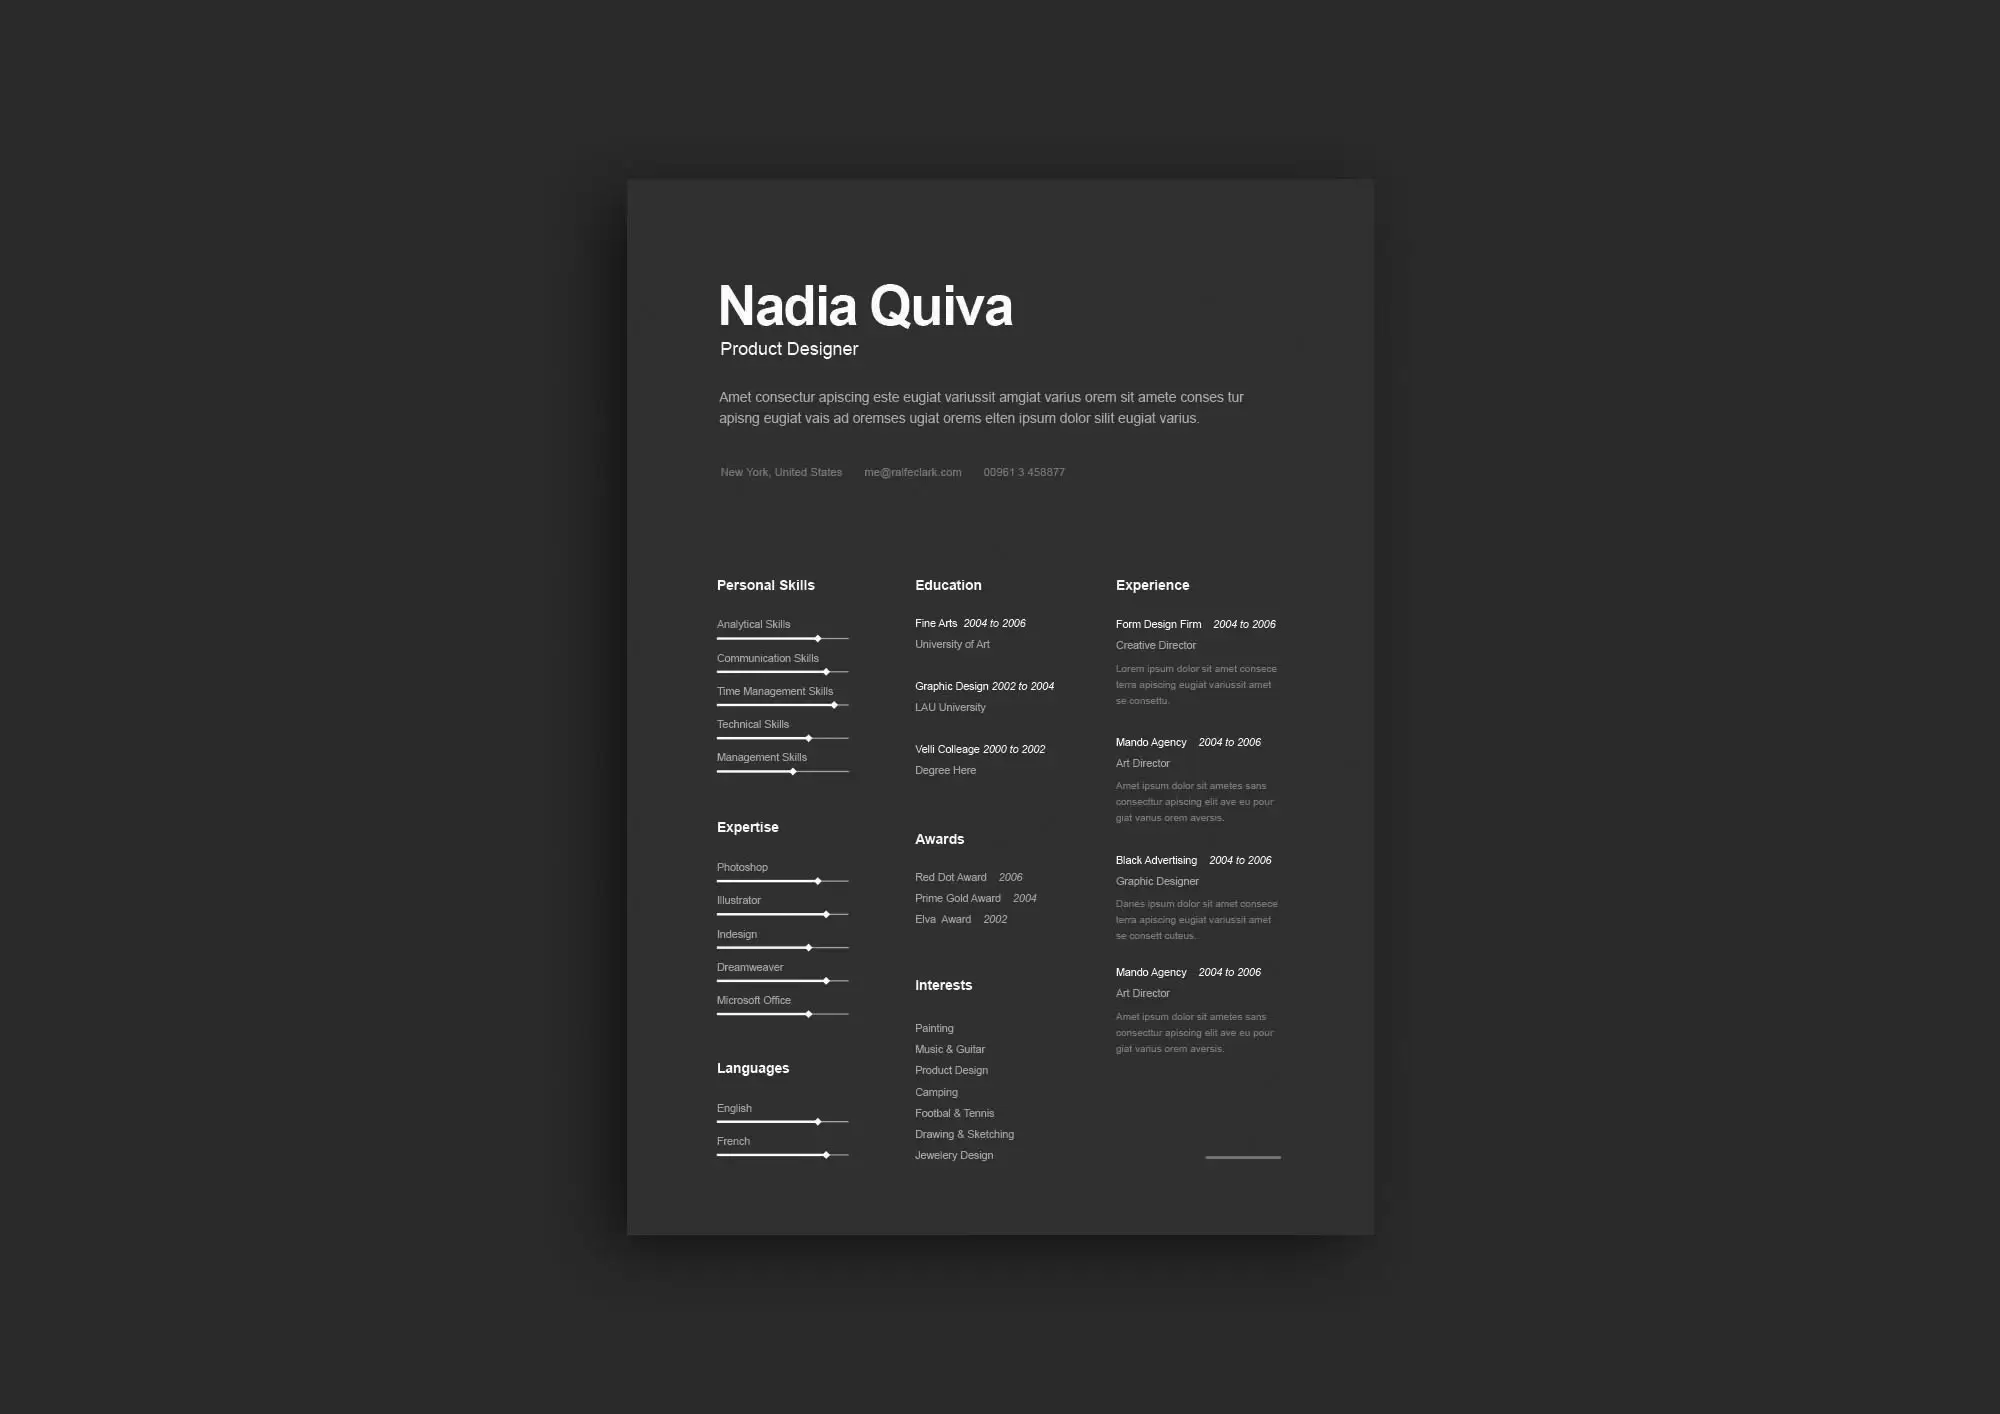 Nadia Quiva
Product Designer
Amet consectur apiscing este eugiat variussit amgiat varius orem sit amete conses tur
apisng eugiat vais ad oremses ugiat orems elten ipsum dolor silit eugiat varius.
New York, United States me@ralfeclark.com 00961 3 458877
Personal Skills
Analytical Skills
Communication Skills
Time Management Skills
Technical Skills
Management Skills
Expertise
Photoshop
Illustrator
Indesign
Dreamweaver
Microsoft Office
Languages
English
French
Education
Fine Arts 2004 to 2006
University of Art
Graphic Design 2002 to 2004
LAU University
Velli Colleage 2000 to 2002
Degree Here
Awards
Red Dot Award 2006
Prime Gold Award 2004
Elva Award 2002
Interests
Painting
Music & Guitar
Product Design
Camping
Footbal & Tennis
Drawing & Sketching
Jewelery Design
Experience
Form Design Firm 2004 to 2006
Creative Director
Lorem ipsum dolor sit amet consece
terra apiscing eugiat variussit amet
se consettu.
Mando Agency 2004 to 2006
Art Director
Amet ipsum dolor sit ametes sans
consecttur apiscing elit ave eu pour
giat varius orem aversis.
Black Advertising 2004 to 2006
Graphic Designer
Danes ipsum dolor sit amet consece
terra apiscing eugiat variussit amet
se consett cuteus.
Mando Agency 2004 to 2006
Art Director
Amet ipsum dolor sit ametes sans
consecttur apiscing elit ave eu pour
giat varius orem aversis.